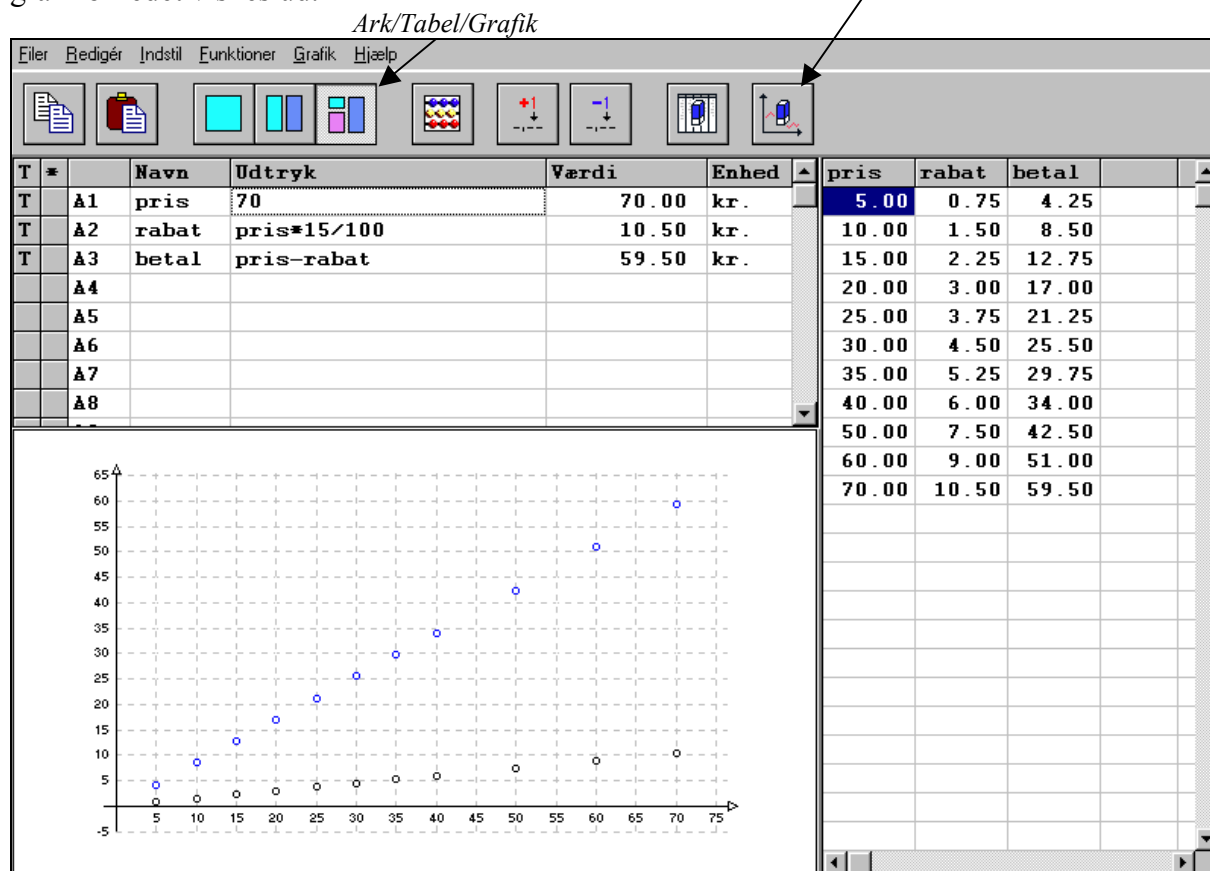 Ark/Tabel/Grafik
Filer Redigér Indstil Funktioner Grafik Hjælp
+1 -1
-,-- -,--
T * Navn Udtryk Værdi Enhed
T A1 pris 70 70.00 kr.
T A2 rabat pris*15/100 10.50 kr.
T A3 betal pris-rabat 59.50 kr.
A4
A5
A6
A7
A8
pris rabat betal
5.00 0.75 4.25
10.00 1.50 8.50
15.00 2.25 12.75
20.00 3.00 17.00
25.00 3.75 21.25
30.00 4.50 25.50
35.00 5.25 29.75
40.00 6.00 34.00
50.00 7.50 42.50
60.00 9.00 51.00
70.00 10.50 59.50
65
60
55
50
45
40
35
30
25
20
15
10
5
-5
5 10 15 20 25 30 35 40 45 50 55 60 65 70 75